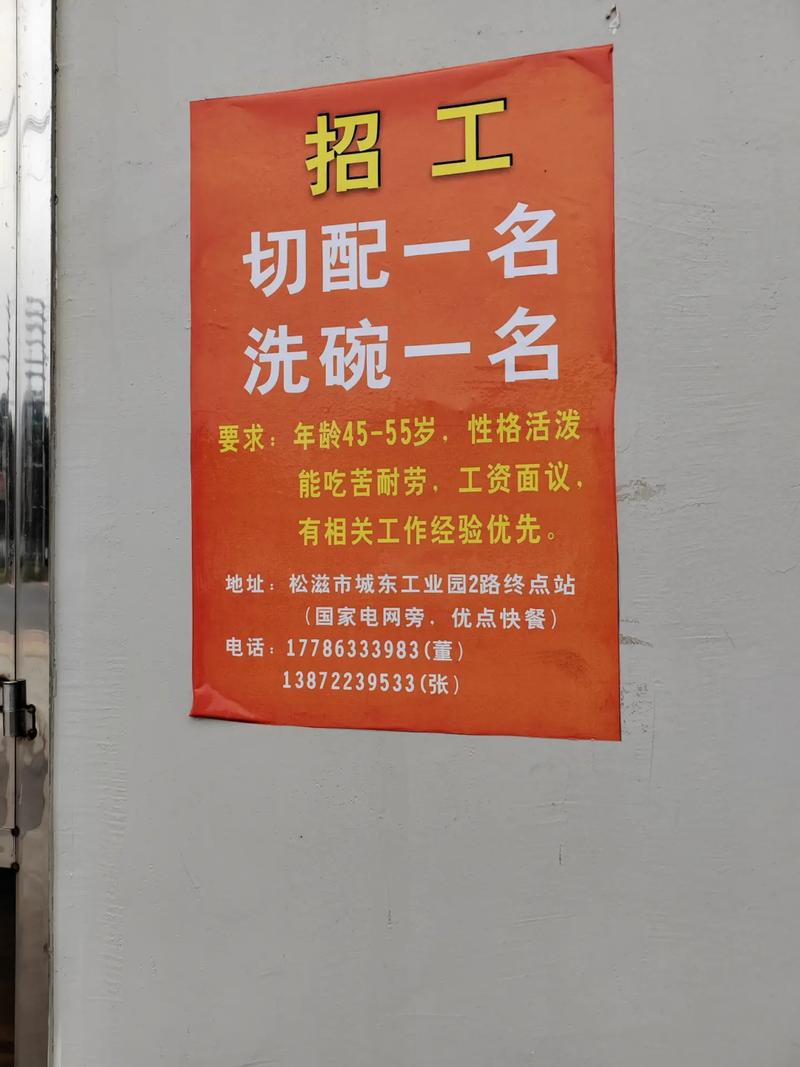 招 工
切配一名
洗碗一名
要求：年龄45-55岁，性格活泼
能吃苦耐劳，工资面议，
有相关工作经验优先。
地址：松滋市城东工业园2路终点站
（国家电网旁，优点快餐）
电话：17786333983(董)
13872239533(张)